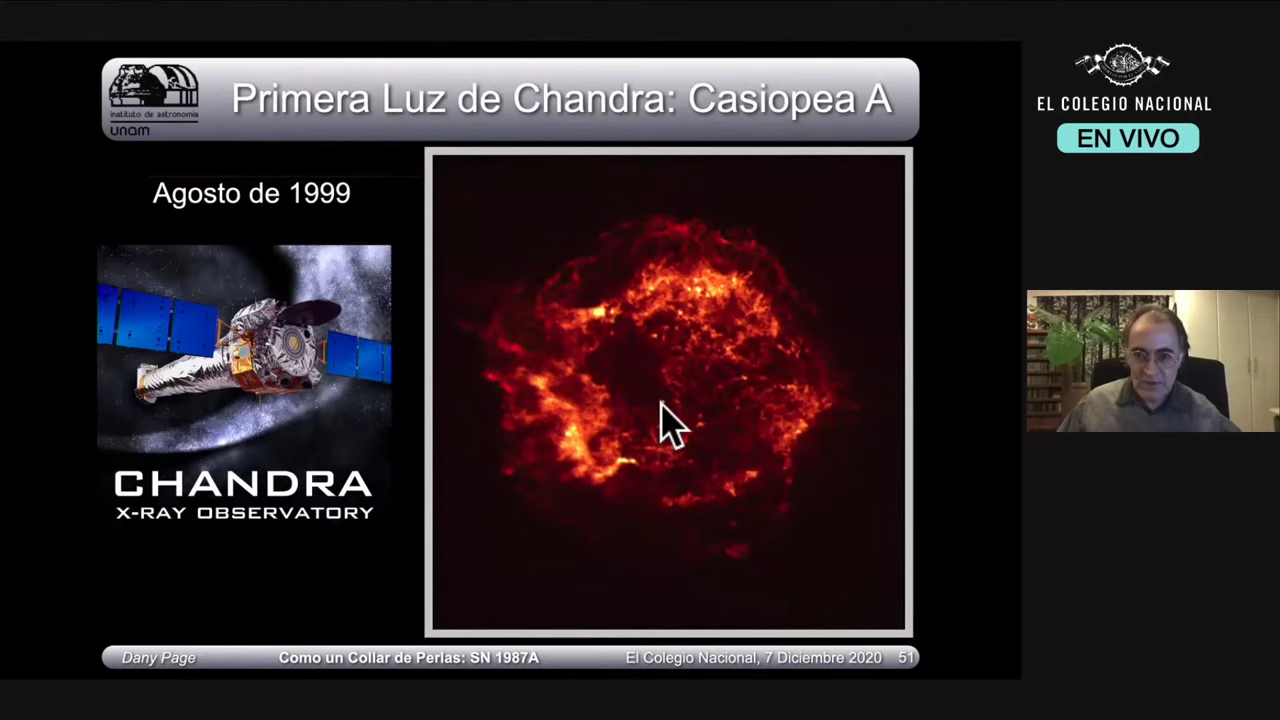 Primera Luz de Chandra: Casiopea A
instituto de astronomía
unam
Agosto de 1999
CHANDRA
X-RAY OBSERVATORY
Dany Page
Como un Collar de Perlas: SN 1987A
El Colegio Nacional, 7 Diciembre 2020
51
EL COLEGIO NACIONAL
EN VIVO